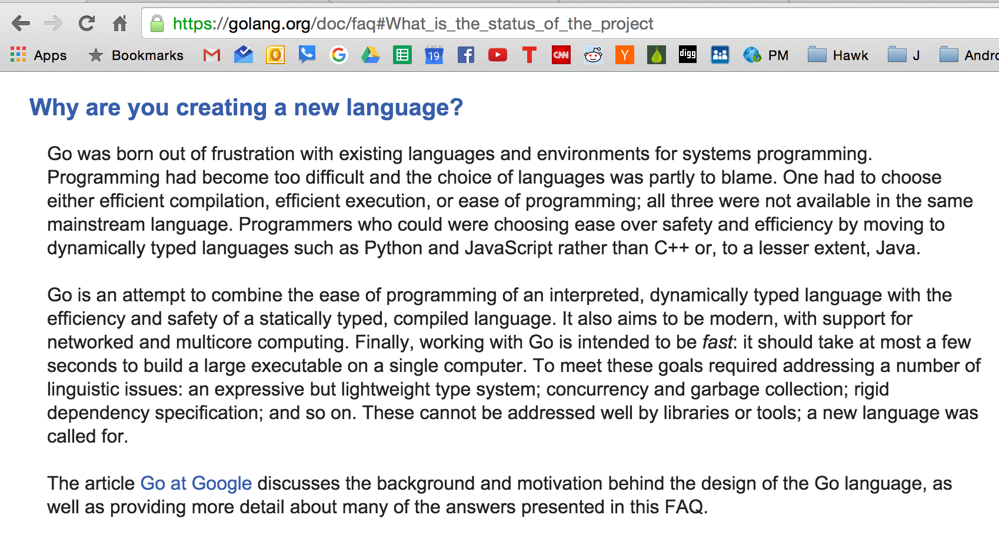 https://golang.org/doc/faq#What_is_the_status_of_the_project
Apps Bookmarks 19 T CNN Y digg PM Hawk J Andro
Why are you creating a new language?
Go was born out of frustration with existing languages and environments for systems programming.
Programming had become too difficult and the choice of languages was partly to blame. One had to choose
either efficient compilation, efficient execution, or ease of programming; all three were not available in the same
mainstream language. Programmers who could were choosing ease over safety and efficiency by moving to
dynamically typed languages such as Python and JavaScript rather than C++ or, to a lesser extent, Java.
Go is an attempt to combine the ease of programming of an interpreted, dynamically typed language with the
efficiency and safety of a statically typed, compiled language. It also aims to be modern, with support for
networked and multicore computing. Finally, working with Go is intended to be fast: it should take at most a few
seconds to build a large executable on a single computer. To meet these goals required addressing a number of
linguistic issues: an expressive but lightweight type system; concurrency and garbage collection; rigid
dependency specification; and so on. These cannot be addressed well by libraries or tools; a new language was
called for.
The article Go at Google discusses the background and motivation behind the design of the Go language, as
well as providing more detail about many of the answers presented in this FAQ.